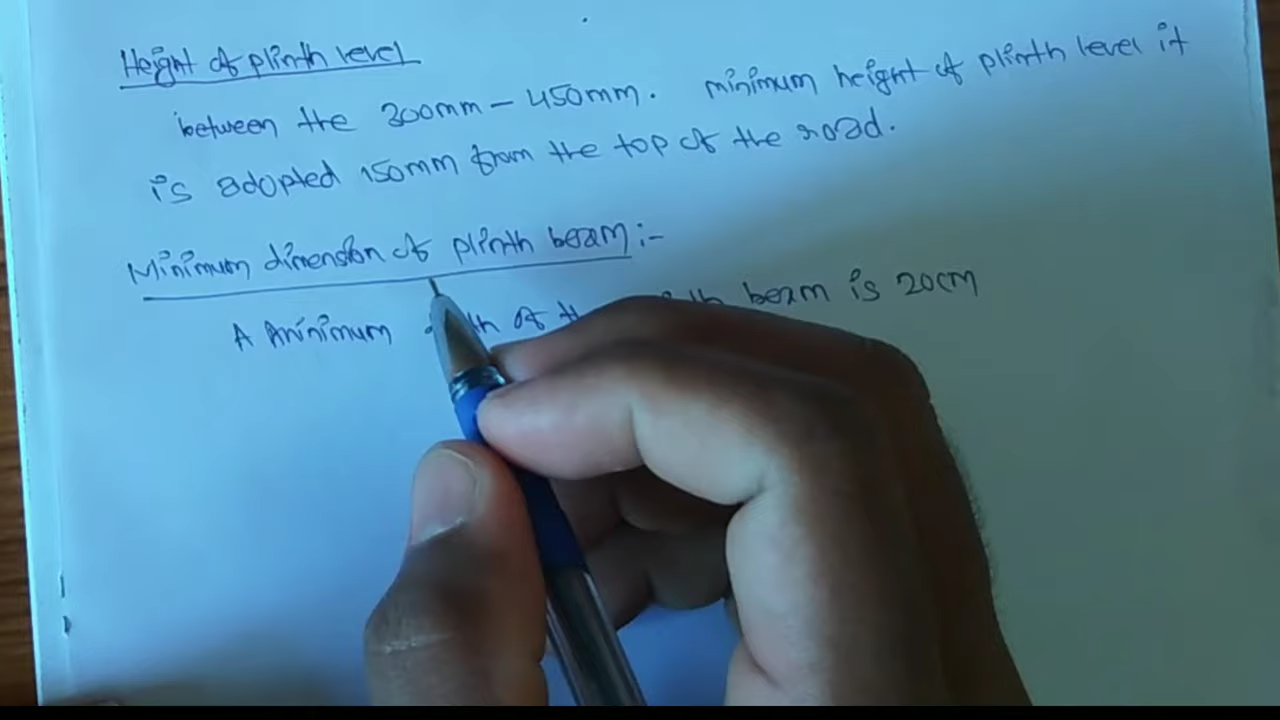 Height of plinth level
between the 300mm - 450mm. minimum height of plinth level it
is adopted 150mm from the top of the road.
Minimum dimension of plinth beam :-
A minimum of beam is 20cm